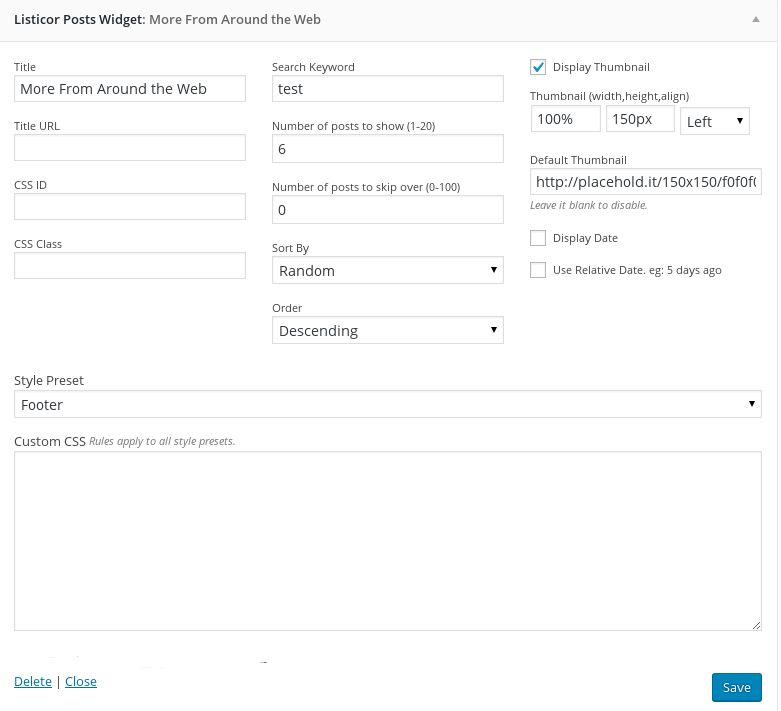 Listicor Posts Widget: More From Around the Web
Title
More From Around the Web
Title URL
CSS ID
CSS Class
Search Keyword
test
Number of posts to show (1-20)
6
Number of posts to skip over (0-100)
0
Sort By
Random
Order
Descending
Display Thumbnail
Thumbnail (width,height,align)
100% 150px Left
Default Thumbnail
http://placehold.it/150x150/f0f0f(
Leave it blank to disable.
Display Date
Use Relative Date. eg: 5 days ago
Style Preset
Footer
Custom CSS Rules apply to all style presets.
Delete | Close
Save